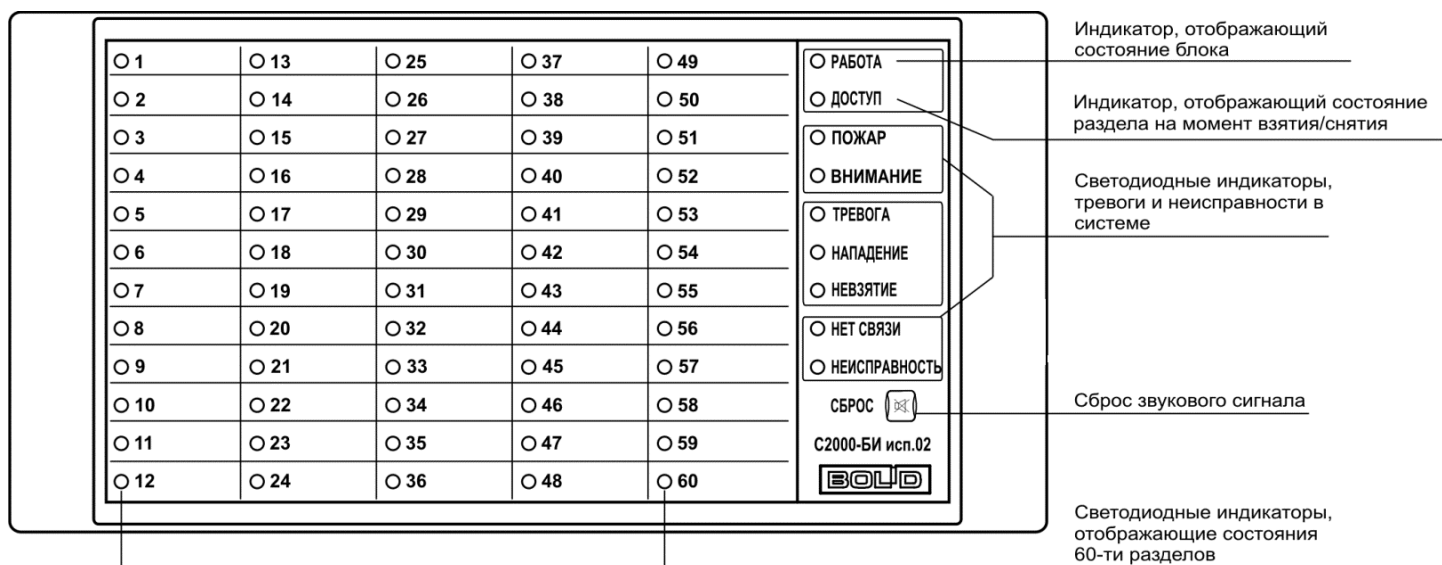 1 13 25 37 49
2 14 26 38 50
3 15 27 39 51
4 16 28 40 52
5 17 29 41 53
6 18 30 42 54
7 19 31 43 55
8 20 32 44 56
9 21 33 45 57
10 22 34 46 58
11 23 35 47 59
12 24 36 48 60
РАБОТА
ДОСТУП
ПОЖАР
ВНИМАНИЕ
ТРЕВОГА
НАПАДЕНИЕ
НЕВЗЯТИЕ
НЕТ СВЯЗИ
НЕИСПРАВНОСТЬ
СБРОС
С2000-БИ исп.02
BOLID
Индикатор, отображающий
состояние блока
Индикатор, отображающий состояние
раздела на момент взятия/снятия
Светодиодные индикаторы,
тревоги и неисправности в
системе
Сброс звукового сигнала
Светодиодные индикаторы,
отображающие состояния
60-ти разделов